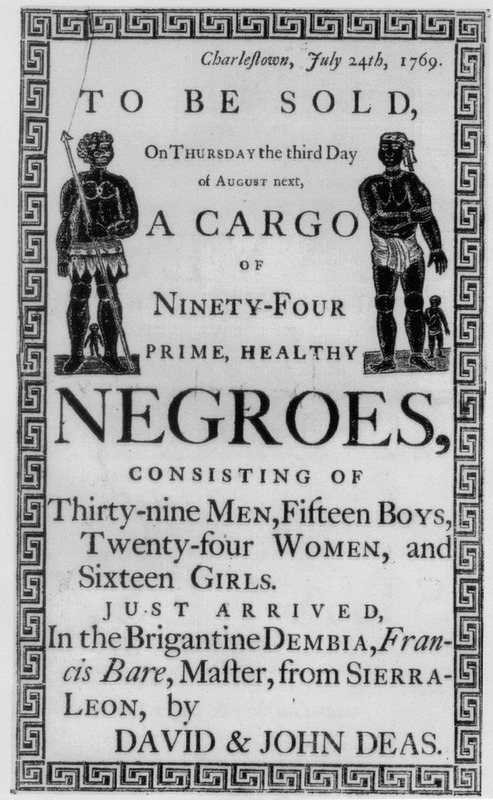 Charleſtown, July 24th, 1769.
TO BE SOLD,
On THURSDAY the third Day
of AUGUST next,
A CARGO
OF
NINETY-FOUR
PRIME, HEALTHY
NEGROES,
CONSISTING OF
Thirty-nine MEN, Fifteen BOYS,
Twenty-four WOMEN, and
Sixteen GIRLS.
JUST ARRIVED,
In the Brigantine DEMBIA, Fran-
cis Bare, Maſter, from SIERRA-
LEON, by
DAVID & JOHN DEAS.